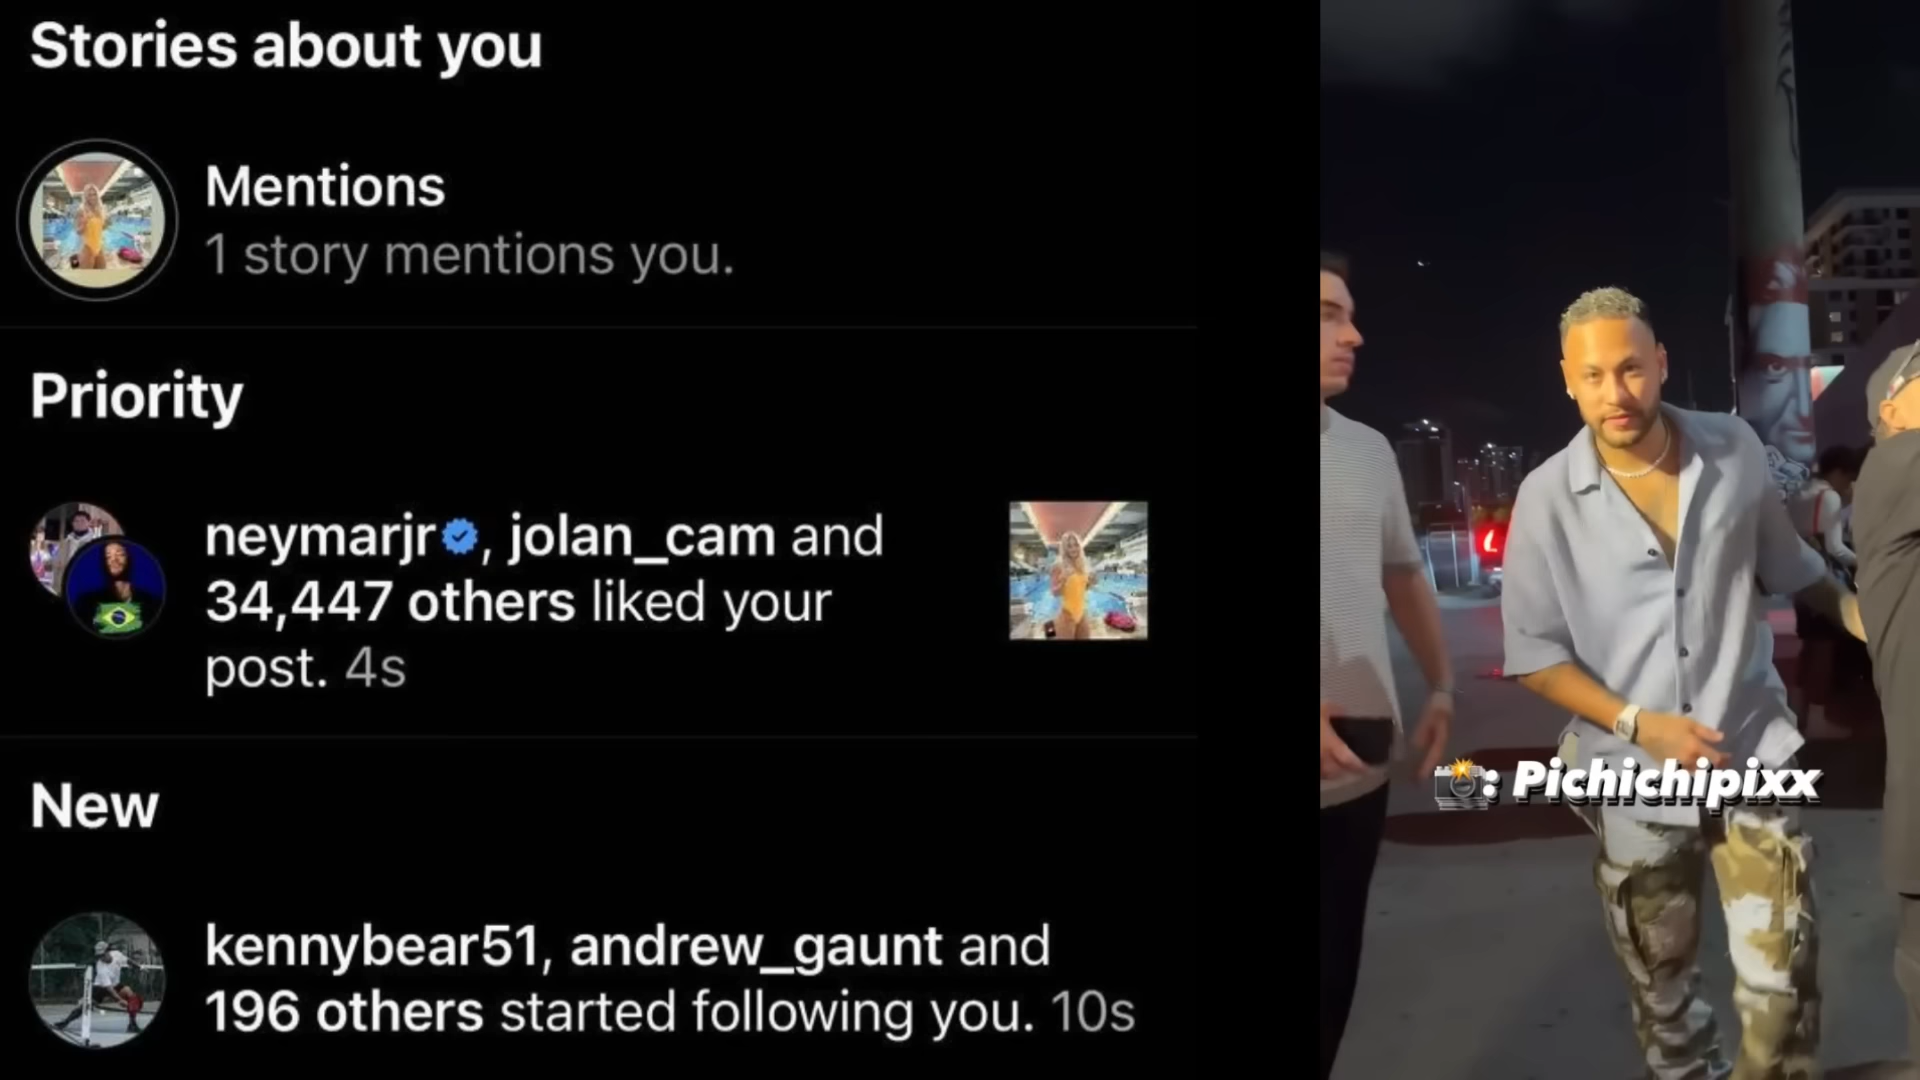 Stories about you
Mentions
1 story mentions you.
Priority
neymarjr, jolan_cam and
34,447 others liked your
post. 4s
New
kennybear51, andrew_gaunt and
196 others started following you. 10s
: Pichichipixx